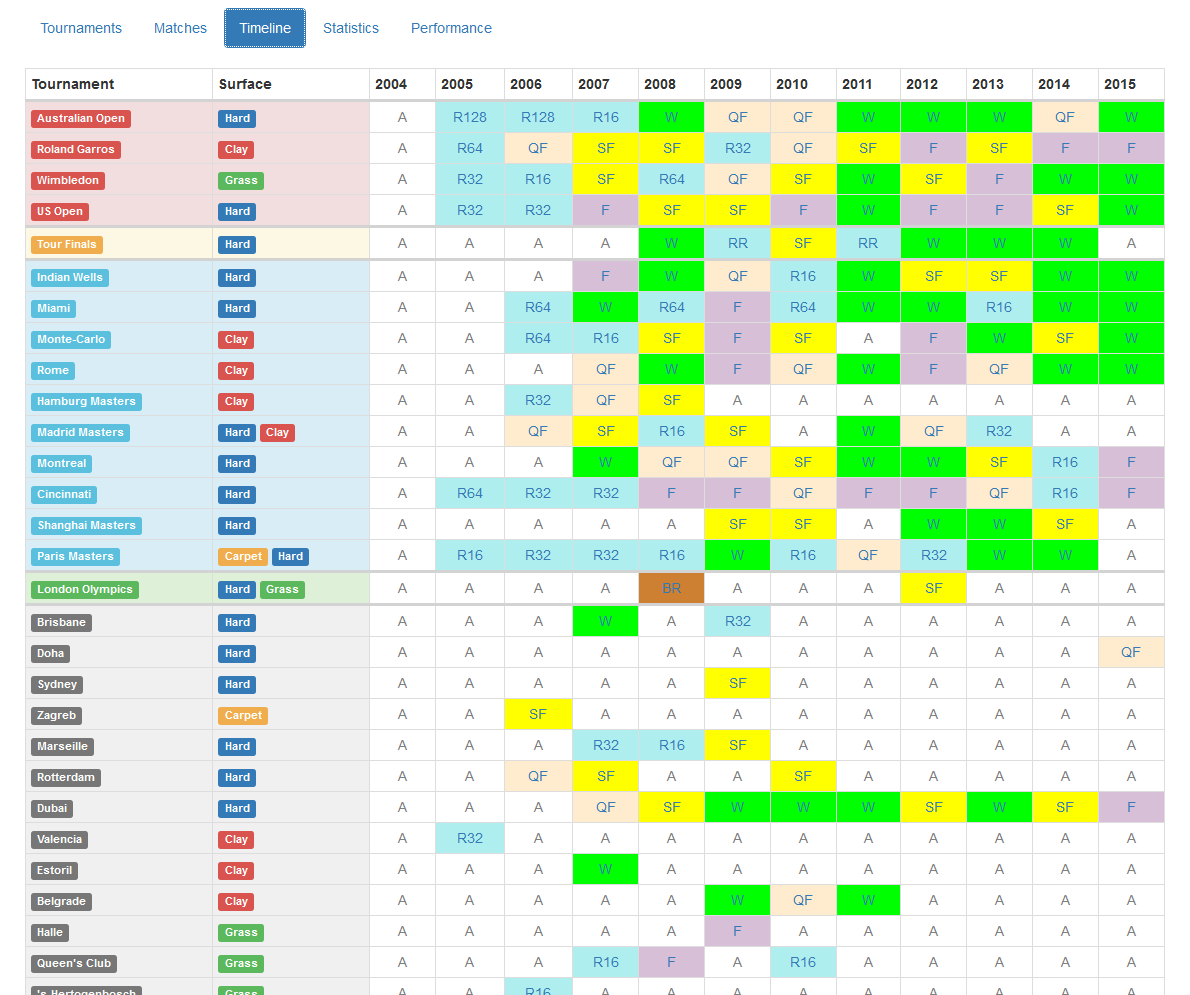 Tournaments Matches Timeline Statistics Performance
Tournament Surface 2004 2005 2006 2007 2008 2009 2010 2011 2012 2013 2014 2015
Australian Open Hard A R128 R128 R16 W QF QF W W W QF W
Roland Garros Clay A R64 QF SF SF R32 QF SF F SF F F
Wimbledon Grass A R32 R16 SF R64 QF SF W SF F W W
US Open Hard A R32 R32 F SF SF F W F F SF W
Tour Finals Hard A A A A W RR SF RR W W W A
Indian Wells Hard A A A F W QF R16 W SF SF W W
Miami Hard A A R64 W R64 F R64 W W R16 W W
Monte-Carlo Clay A A R64 R16 SF F SF A F W SF W
Rome Clay A A A QF W F QF W F QF W W
Hamburg Masters Clay A A R32 QF SF A A A A A A A
Madrid Masters Hard Clay A A QF SF R16 SF A W QF R32 A A
Montreal Hard A A A W QF QF SF W W SF R16 F
Cincinnati Hard A R64 R32 R32 F F QF F F QF R16 F
Shanghai Masters Hard A A A A A SF SF A W W SF A
Paris Masters Carpet Hard A R16 R32 R32 R16 W R16 QF R32 W W A
London Olympics Hard Grass A A A A BR A A A SF A A A
Brisbane Hard A A A W A R32 A A A A A A
Doha Hard A A A A A A A A A A A QF
Sydney Hard A A A A A SF A A A A A A
Zagreb Carpet A A SF A A A A A A A A A
Marseille Hard A A A R32 R16 SF A A A A A A
Rotterdam Hard A A QF SF A A SF A A A A A
Dubai Hard A A A QF SF W W W SF W SF F
Valencia Clay A R32 A A A A A A A A A A
Estoril Clay A A A W A A A A A A A A
Belgrade Clay A A A A A W QF W A A A A
Halle Grass A A A A A F A A A A A A
Queen's Club Grass A A A R16 F A R16 A A A A A
's Hertogenbosch Grass A A R16 A A A A A A A A A